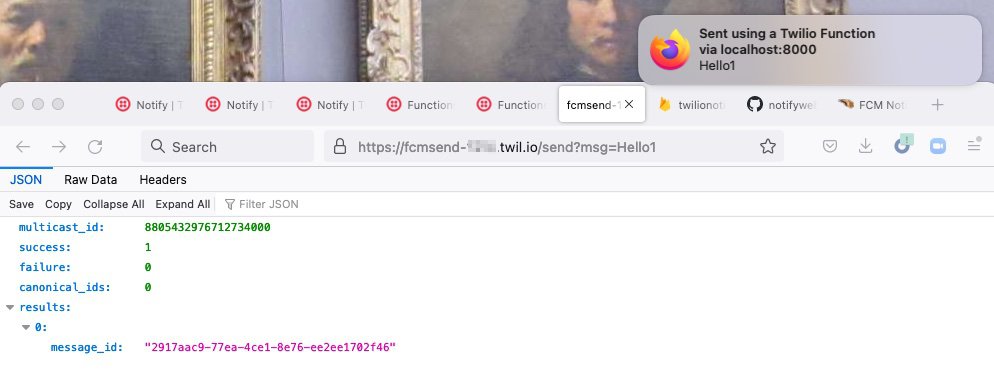 Sent using a Twilio Function
via localhost:8000
Hello1
Notify | T
Notify | T
Notify | T
Function
Function
fcmsend-1
twilionoti
notifywe
FCM Not
Search
https://fcmsend-.twil.io/send?msg=Hello1
JSON Raw Data Headers
Save Copy Collapse All Expand All Filter JSON
multicast_id: 8805432976712734000
success: 1
failure: 0
canonical_ids: 0
results:
0:
message_id: "2917aac9-77ea-4ce1-8e76-ee2ee1702f46"